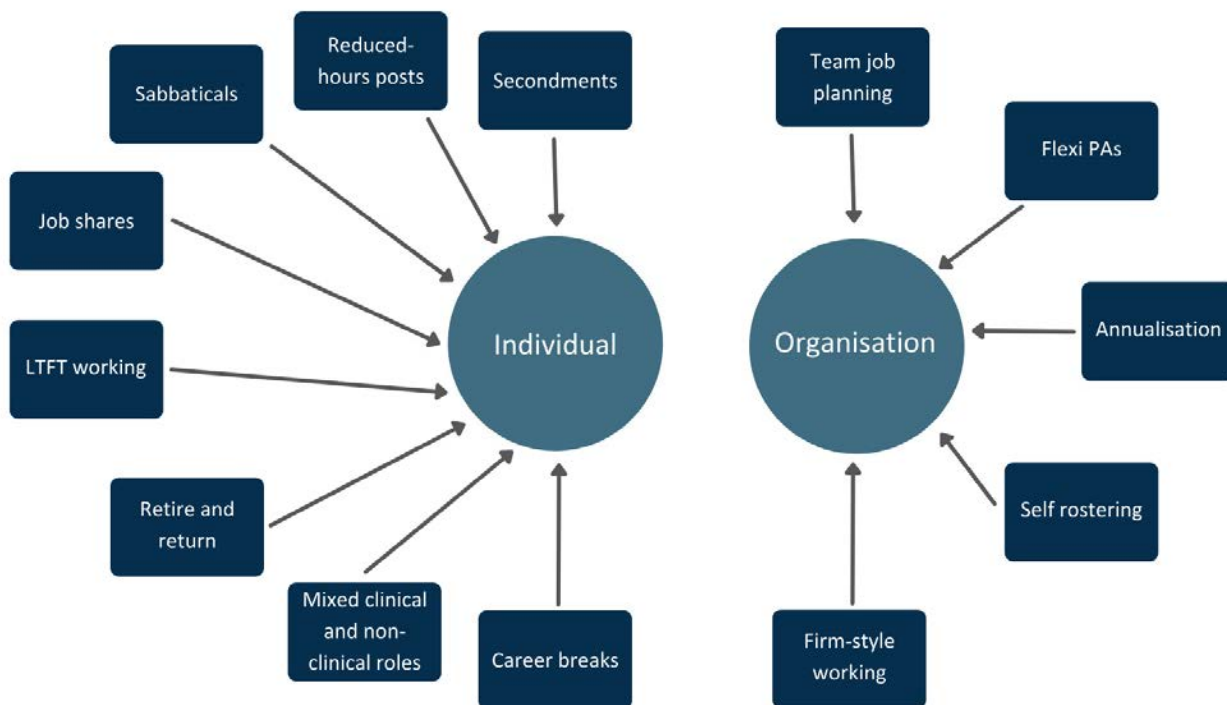 Reduced-
hours posts
Secondments
Sabbaticals
Job shares
LTFT working
Retire and
return
Mixed clinical
and non-
clinical roles
Career breaks
Individual
Team job
planning
Flexi PAs
Annualisation
Self rostering
Firm-style
working
Organisation